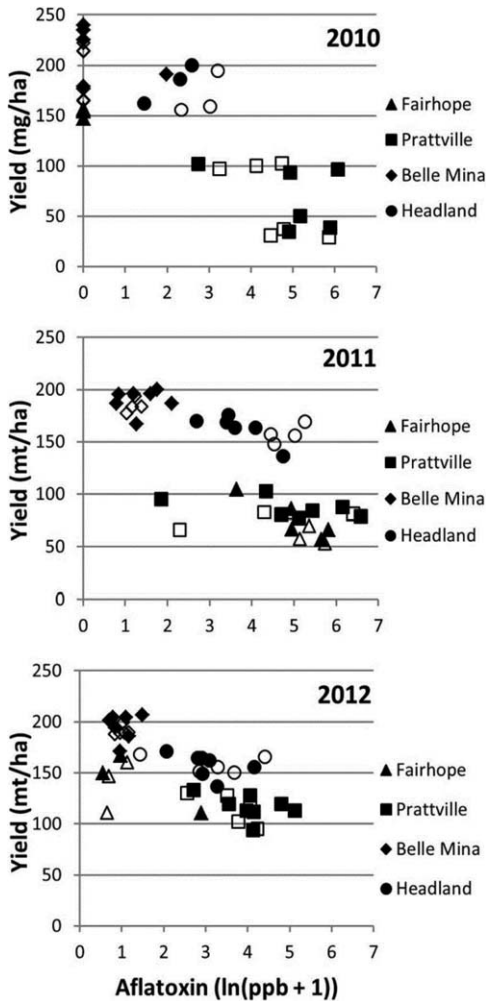 2010
Yield (mg/ha)
250
200
150
100
50
0
0 1 2 3 4 5 6 7
Fairhope
Prattville
Belle Mina
Headland
2011
Yield (mt/ha)
250
200
150
100
50
0
0 1 2 3 4 5 6 7
Fairhope
Prattville
Belle Mina
Headland
2012
Yield (mt/ha)
250
200
150
100
50
0
0 1 2 3 4 5 6 7
Fairhope
Prattville
Belle Mina
Headland
Aflatoxin (ln(ppb + 1))